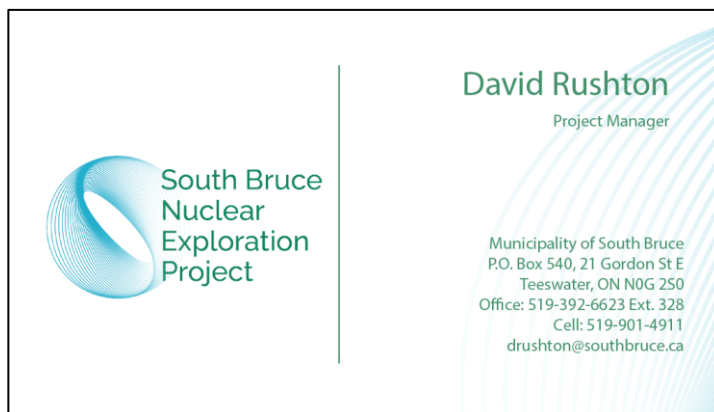 South Bruce
Nuclear
Exploration
Project
David Rushton
Project Manager
Municipality of South Bruce
P.O. Box 540, 21 Gordon St E
Teeswater, ON N0G 2S0
Office: 519-392-6623 Ext. 328
Cell: 519-901-4911
drushton@southbruce.ca